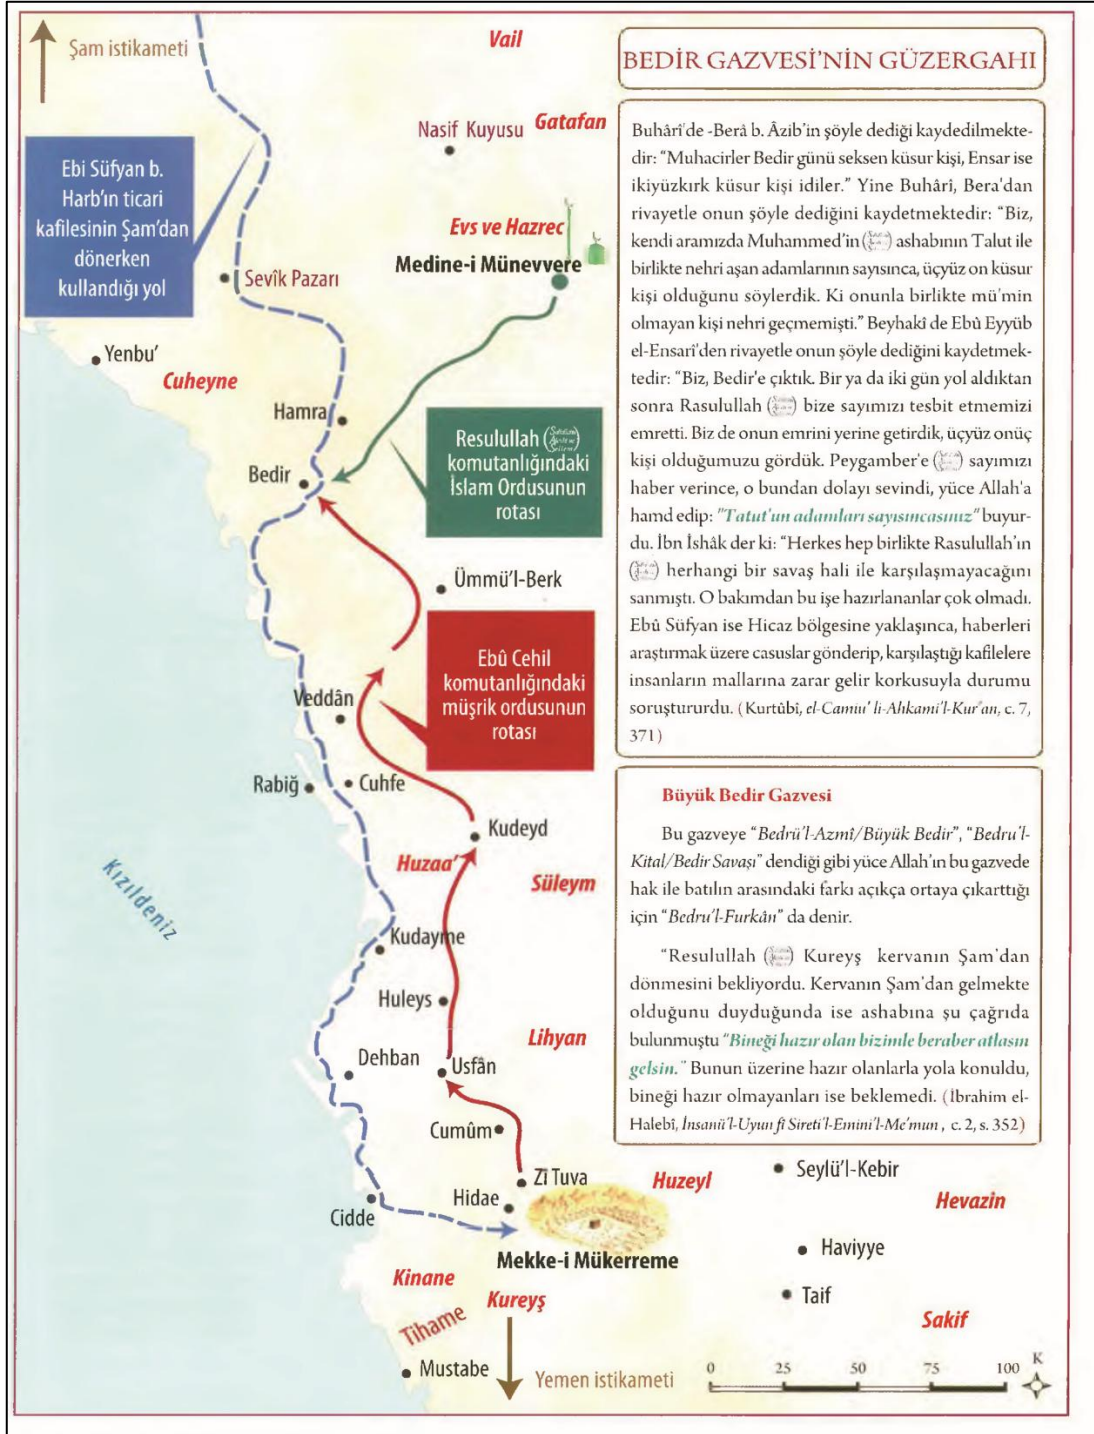 Şam istikameti
Vail
BEDİR GAZVESİ'NİN GÜZERGAHI
Nasif Kuyusu
Gatafan
Ebi Süfyan b.
Harb'ın ticari
kafilesinin Şam'dan
dönerken
kullandığı yol
Evs ve Hazrec
Medine-i Münevvere
Sevîk Pazarı
Yenbu'
Cuheyne
Hamra
Bedir
Resulullah
komutanlığındaki
İslam Ordusunun
rotası
Ümmü'l-Berk
Ebû Cehil
komutanlığındaki
müşrik ordusunun
rotası
Veddân
Rabiğ
Cuhfe
Kudeyd
Huzaa'
Süleym
Kızıldeniz
Kudayme
Huleys
Lihyan
Dehban
Usfân
Cumûm
Zî Tuva
Hidae
Cidde
Mekke-i Mükerreme
Huzeyl
Seylü'l-Kebir
Hevazin
Haviyye
Taif
Sakif
Kinane
Kureyş
Tihame
Mustabe
Yemen istikameti
0 25 50 75 100 K
Buhârî'de -Berâ b. Âzib'in şöyle dediği kaydedilmekte-
dir: "Muhacirler Bedir günü seksen küsur kişi, Ensar ise
ikiyüzkırk küsur kişi idiler." Yine Buhârî, Bera'dan
rivayetle onun şöyle dediğini kaydetmektedir: "Biz,
kendi aramızda Muhammed'in ashabının Talut ile
birlikte nehri aşan adamlarının sayısınca, üçyüz on küsur
kişi olduğunu söylerdik. Ki onunla birlikte mü'min
olmayan kişi nehri geçmemişti." Beyhakî de Ebû Eyyüb
el-Ensarî'den rivayetle onun şöyle dediğini kaydetmek-
tedir: "Biz, Bedir'e çıktık. Bir ya da iki gün yol aldıktan
sonra Rasulullah bize sayımızı tesbit etmemizi
emretti. Biz de onun emrini yerine getirdik, üçyüz onüç
kişi olduğumuzu gördük. Peygamber'e sayımızı
haber verince, o bundan dolayı sevindi, yüce Allah'a
hamd edip: "Tatut'un adamları sayısıncasınız" buyur-
du. İbn İshâk der ki: "Herkes hep birlikte Rasulullah'ın
herhangi bir savaş hali ile karşılaşmayacağını
sanmıştı. O bakımdan bu işe hazırlananlar çok olmadı.
Ebû Süfyan ise Hicaz bölgesine yaklaşınca, haberleri
araştırmak üzere casuslar gönderip, karşılaştığı kafilelere
insanların mallarına zarar gelir korkusuyla durumu
soruştururdu. (Kurtûbî, el-Camiu' li-Ahkami'l-Kur'an, c. 7,
371)
Büyük Bedir Gazvesi
Bu gazveye "Bedrü'l-Azmî/Büyük Bedir", "Bedru'l-
Kital/Bedir Savaşı" dendiği gibi yüce Allah'ın bu gazvede
hak ile batılın arasındaki farkı açıkça ortaya çıkarttığı
için "Bedru'l-Furkân" da denir.
"Resulullah Kureyş kervanın Şam'dan
dönmesini bekliyordu. Kervanın Şam'dan gelmekte
olduğunu duyduğunda ise ashabına şu çağrıda
bulunmuştu "Bineği hazır olan bizimle beraber atlasın
gelsin." Bunun üzerine hazır olanlarla yola konuldu,
bineği hazır olmayanları ise beklemedi. (İbrahim el-
Halebî, İnsanü'l-Uyun fî Sireti'l-Emini'l-Me'mun, c. 2, s. 352)